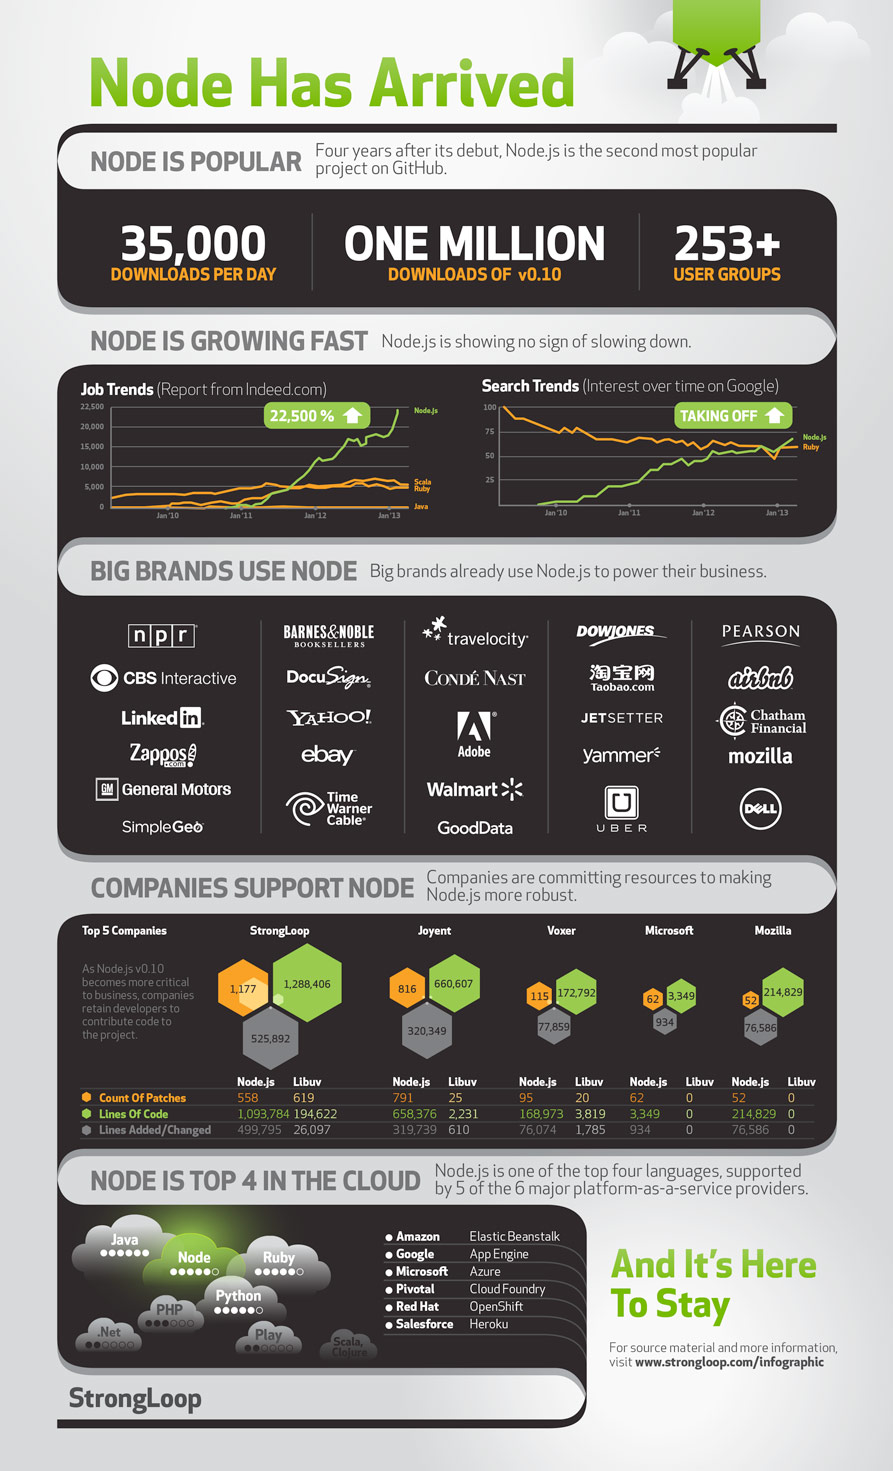 Node Has Arrived
NODE IS POPULAR
Four years after its debut, Node.js is the second most popular
project on GitHub.
35,000
DOWNLOADS PER DAY
ONE MILLION
DOWNLOADS OF v0.10
253+
USER GROUPS
NODE IS GROWING FAST
Node.js is showing no sign of slowing down.
Job Trends (Report from Indeed.com)
22,500
20,000
15,000
10,000
5,000
0
22,500 %
Node.js
Scala
Ruby
Java
Jan '10
Jan '11
Jan '12
Jan '13
Search Trends (Interest over time on Google)
100
75
50
25
TAKING OFF
Node.js
Ruby
Jan '10
Jan '11
Jan '12
Jan '13
BIG BRANDS USE NODE
Big brands already use Node.js to power their business.
npr
CBS Interactive
Linked in
Zappos
.com
GM General Motors
SimpleGeo
BARNES&NOBLE
BOOKSELLERS
DocuSign
YAHOO!
ebay
Time
Warner
Cable
travelocity
CONDÉ NAST
Adobe
Walmart
GoodData
DOWJONES
淘宝网
Taobao.com
JETSETTER
yammer
UBER
PEARSON
airbnb
Chatham
Financial
mozilla
DELL
COMPANIES SUPPORT NODE
Companies are committing resources to making
Node.js more robust.
Top 5 Companies
StrongLoop
Joyent
Voxer
Microsoft
Mozilla
As Node.js v0.10
becomes more critical
to business, companies
retain developers to
contribute code to
the project.
1,177
1,288,406
525,892
816
660,607
320,349
115
172,792
77,859
62
3,349
934
52
214,829
76,586
Node.js Libuv Node.js Libuv Node.js Libuv Node.js Libuv Node.js Libuv
Count Of Patches 558 619 791 25 95 20 62 0 52 0
Lines Of Code 1,093,784 194,622 658,376 2,231 168,973 3,819 3,349 0 214,829 0
Lines Added/Changed 499,795 26,097 319,739 610 76,074 1,785 934 0 76,586 0
NODE IS TOP 4 IN THE CLOUD
Node.js is one of the top four languages, supported
by 5 of the 6 major platform-as-a-service providers.
Java
Node
Ruby
Python
PHP
.Net
Play
Scala,
Clojure
Amazon Elastic Beanstalk
Google App Engine
Microsoft Azure
Pivotal Cloud Foundry
Red Hat OpenShift
Salesforce Heroku
And It's Here
To Stay
For source material and more information,
visit www.strongloop.com/infographic
StrongLoop